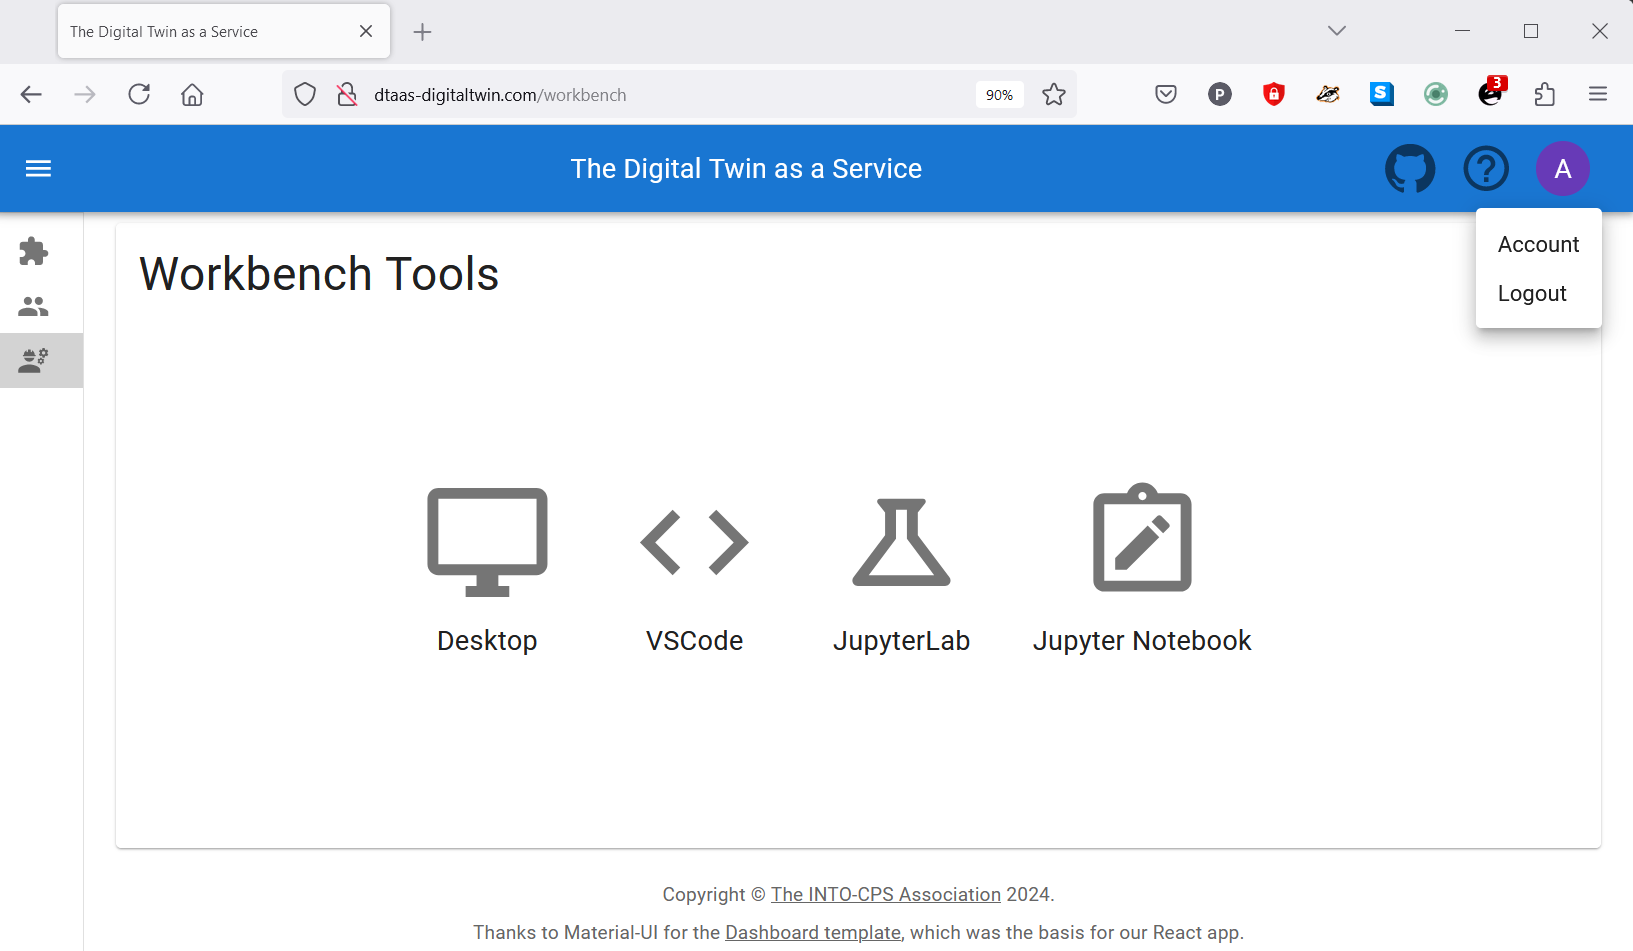 The Digital Twin as a Service
dtaas-digitaltwin.com/workbench
90%
P
S
3
The Digital Twin as a Service
?
A
Account
Logout
Workbench Tools
Desktop
VSCode
JupyterLab
Jupyter Notebook
Copyright © The INTO-CPS Association 2024.
Thanks to Material-UI for the Dashboard template, which was the basis for our React app.